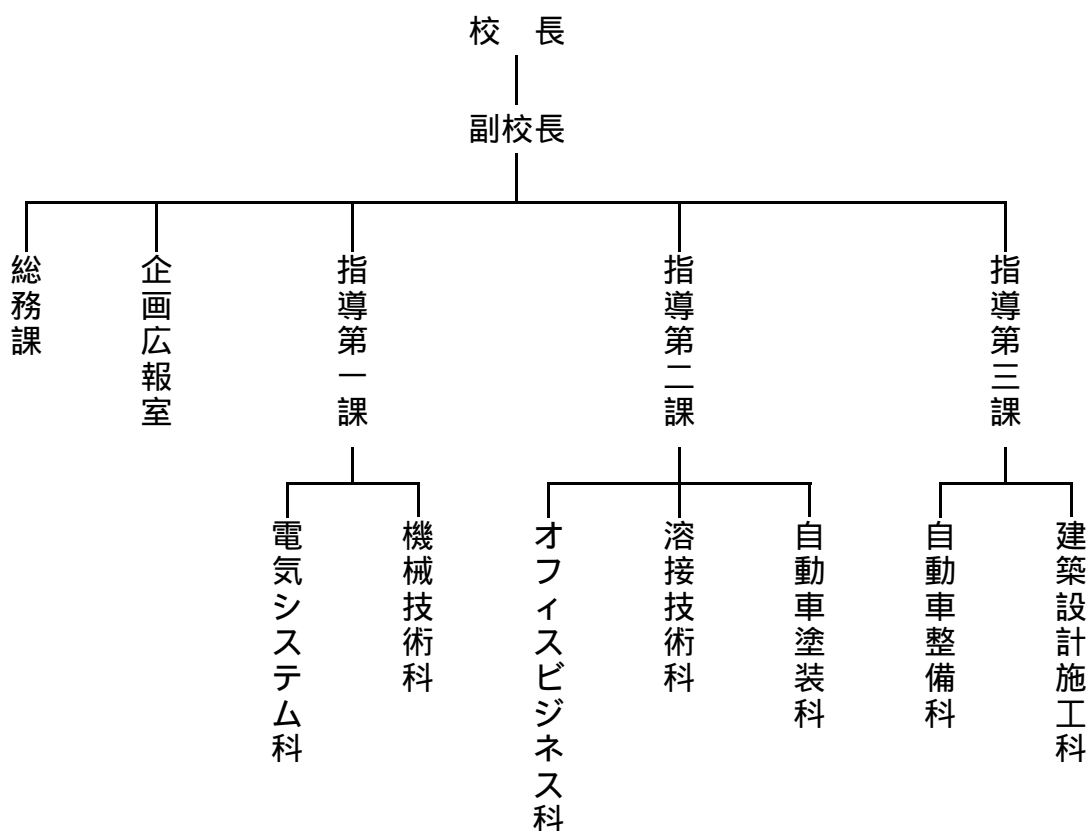 校　長
副校長
総務課
企画広報室
指導第一課
指導第二課
指導第三課
電気システム科
機械技術科
オフィスビジネス科
溶接技術科
自動車塗装科
自動車整備科
建築設計施工科